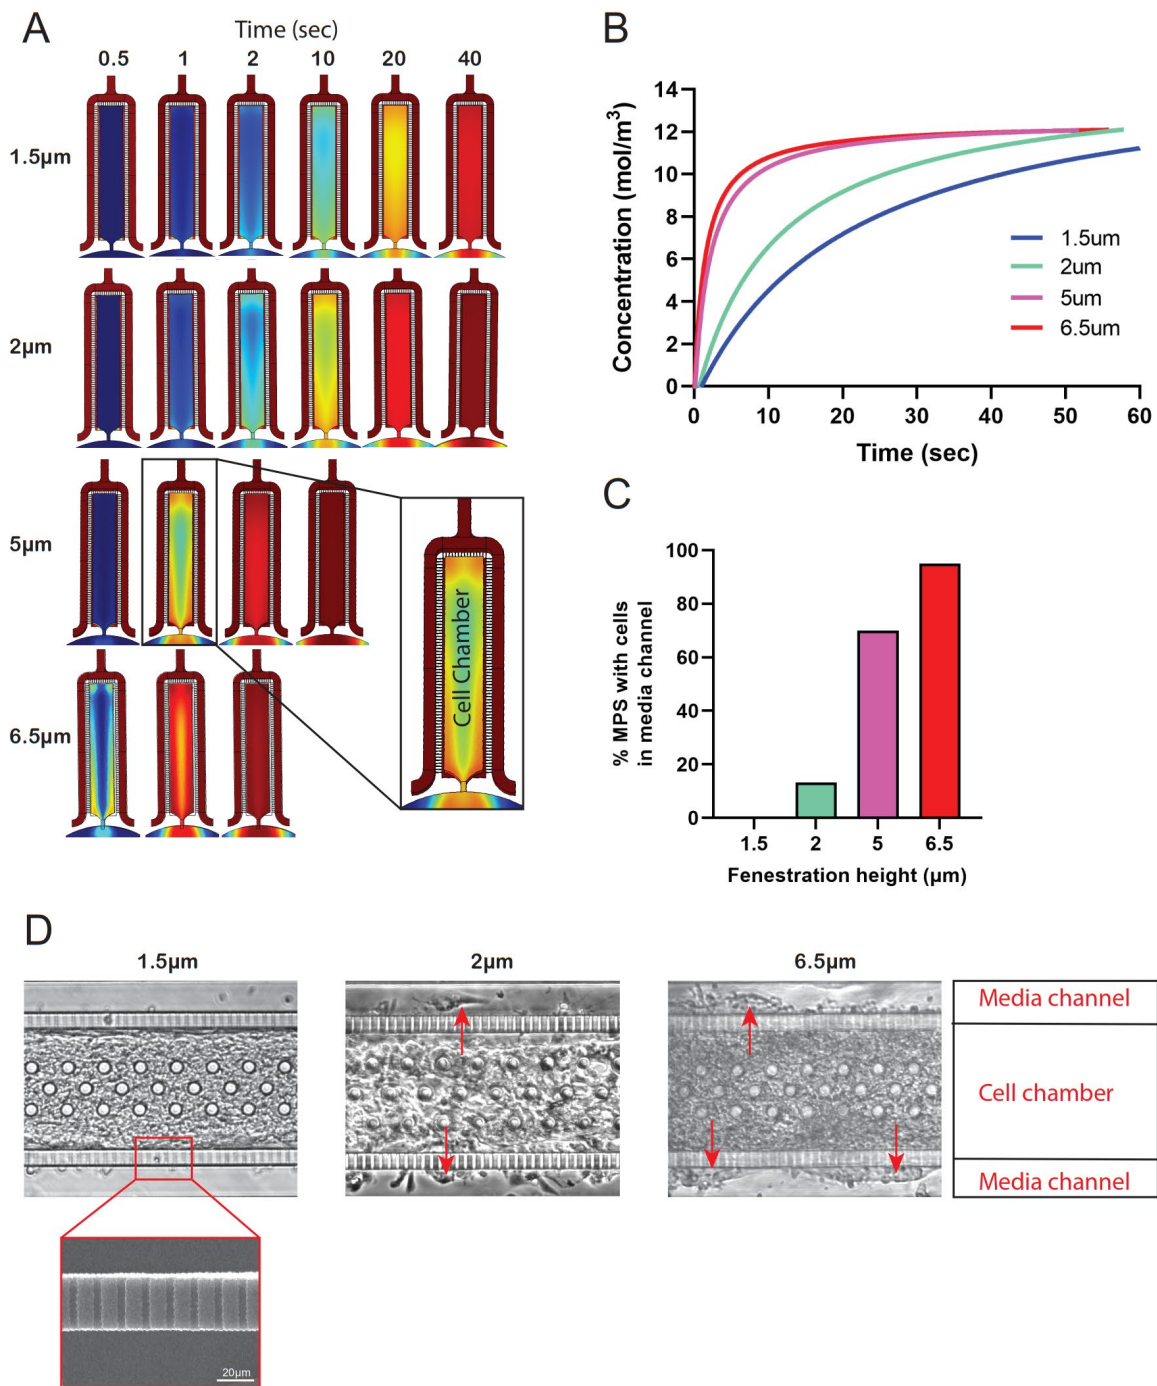 A
Time (sec)
0.5 1 2 10 20 40
1.5µm
2µm
5µm
6.5µm
Cell Chamber
B
Concentration (mol/m³)
14
12
10
8
6
4
2
0
0 10 20 30 40 50 60
Time (sec)
1.5um
2um
5um
6.5um
C
% MPS with cells
in media channel
100
80
60
40
20
0
1.5 2 5 6.5
Fenestration height (µm)
D
1.5µm 2µm 6.5µm
Media channel
Cell chamber
Media channel
20µm